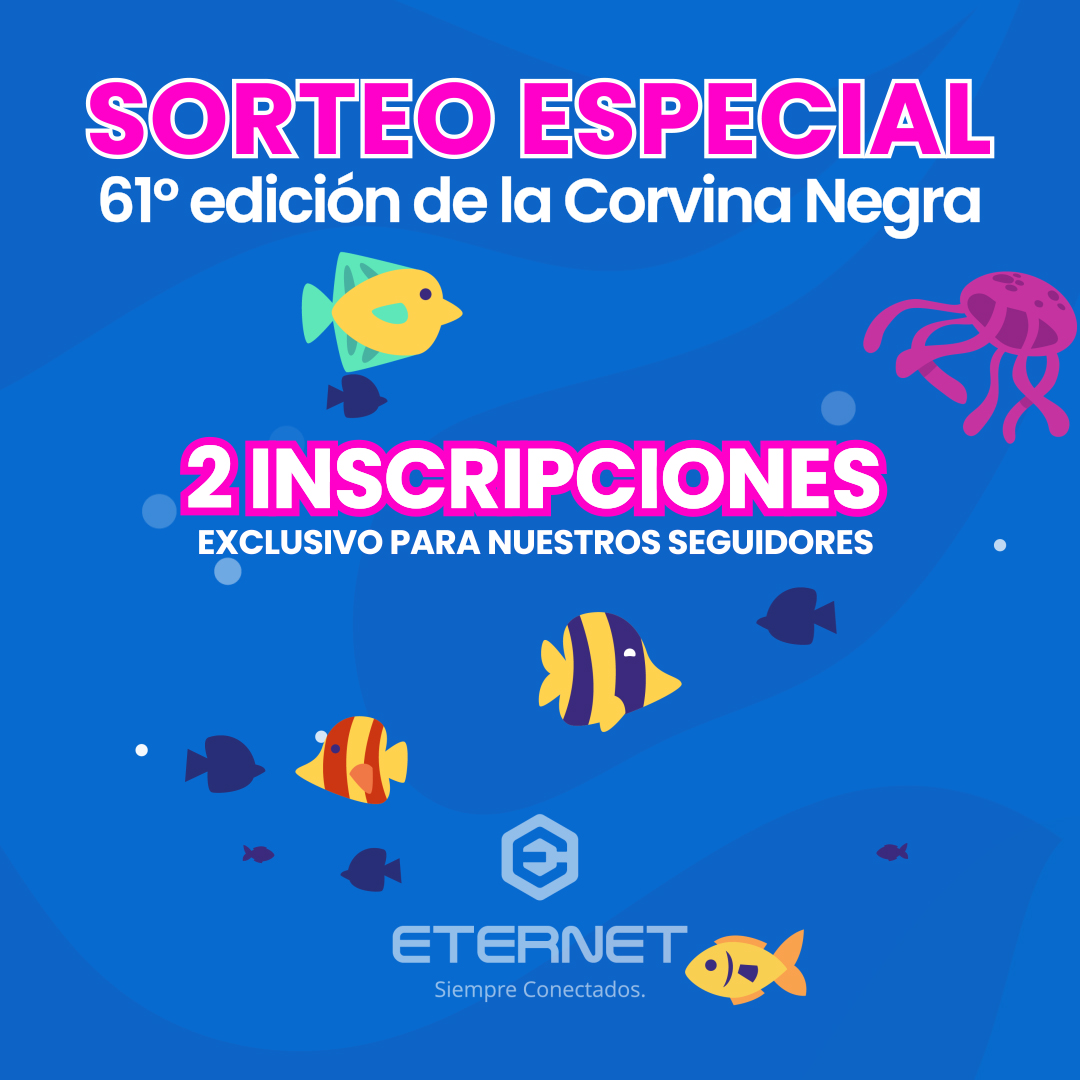 SORTEO ESPECIAL
61º edición de la Corvina Negra
2 INSCRIPCIONES
EXCLUSIVO PARA NUESTROS SEGUIDORES
ETERNET
Siempre Conectados.